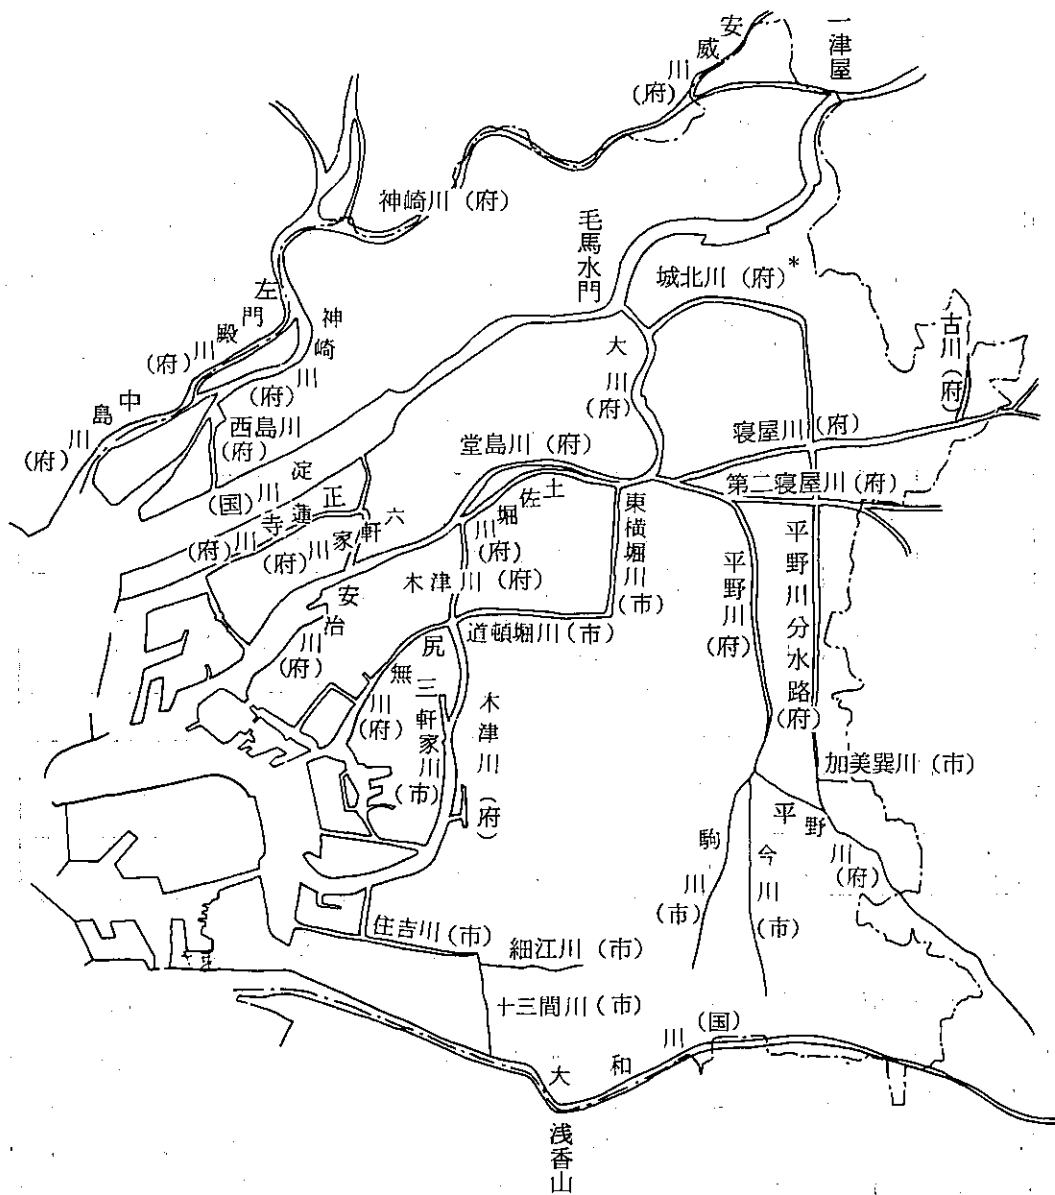 一津屋
安威川(府)
神崎川(府)
毛馬水門
城北川(府)*
古川(府)
左門殿川(府)
神崎川(府)
大川(府)
中島川(府)
西島川(府)
寝屋川(府)
堂島川(府)
第二寝屋川(府)
淀川(国)
正蓮寺川(府)
六軒家川(府)
土佐堀川(府)
東横堀川(市)
平野川(府)
平野川分水路(府)
木津川(府)
安治川(府)
道頓堀川(市)
尻無川(府)
三軒家川(市)
木津川(府)
加美巽川(市)
平野川(府)
駒川(市)
今川(市)
住吉川(市)
細江川(市)
十三間川(市)
大和川(国)
浅香山